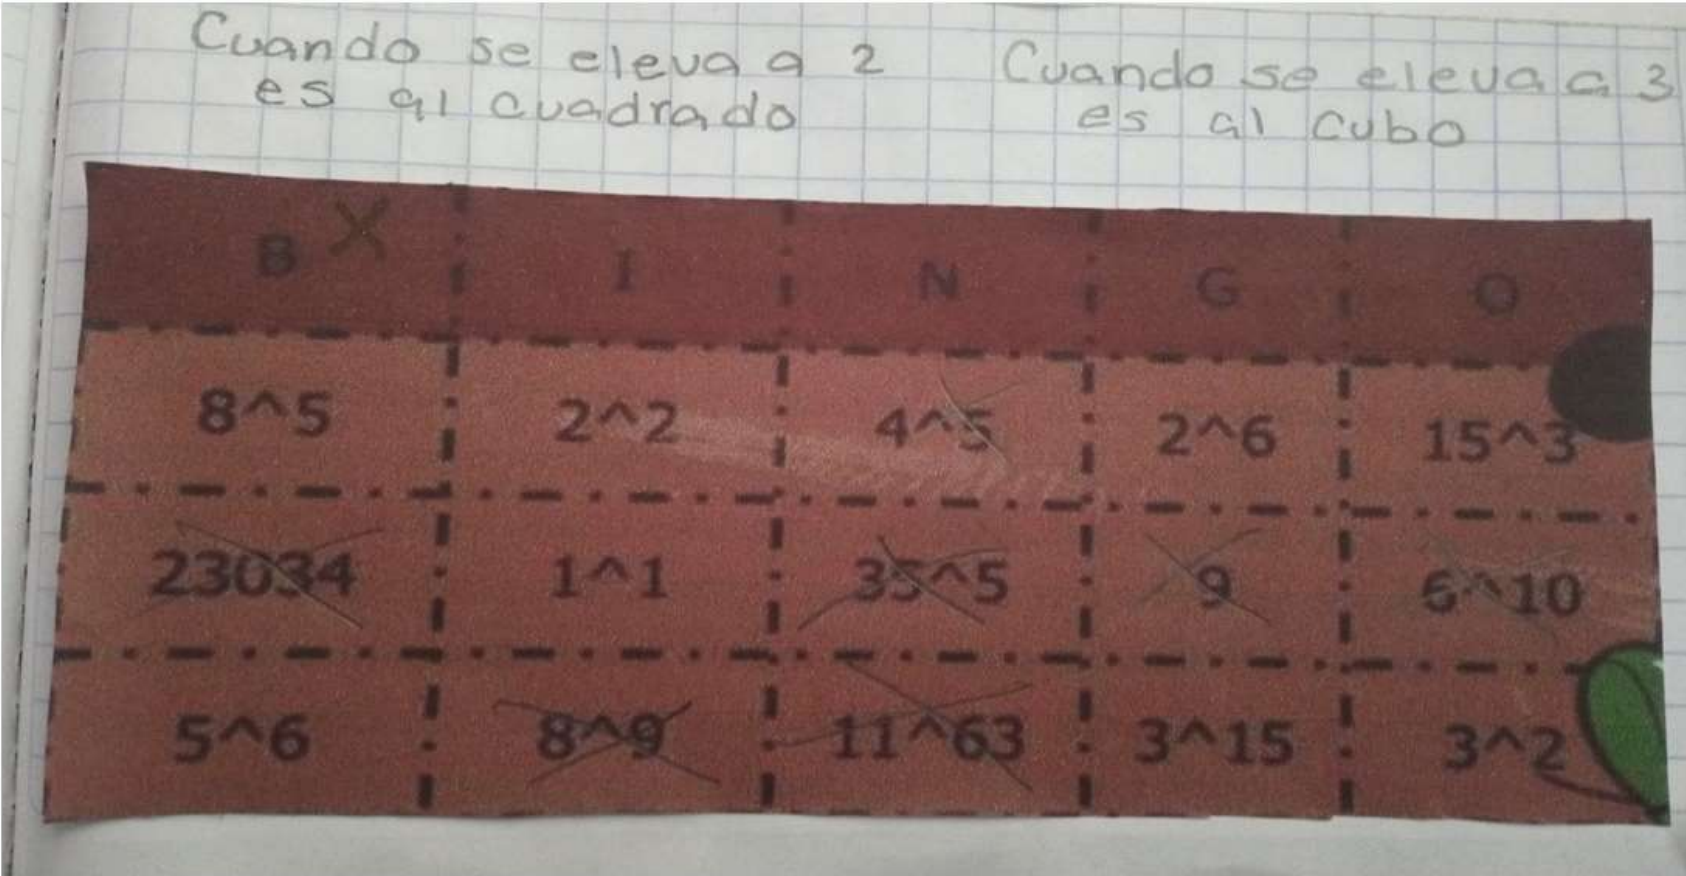 Cuando se eleva a 2
es al cuadrado
Cuando se eleva a 3
es al cubo
B X I N G O
8^5 2^2 4^5 2^6 15^3
23034 1^1 35^5 9 6^10
5^6 8^9 11^63 3^15 3^2